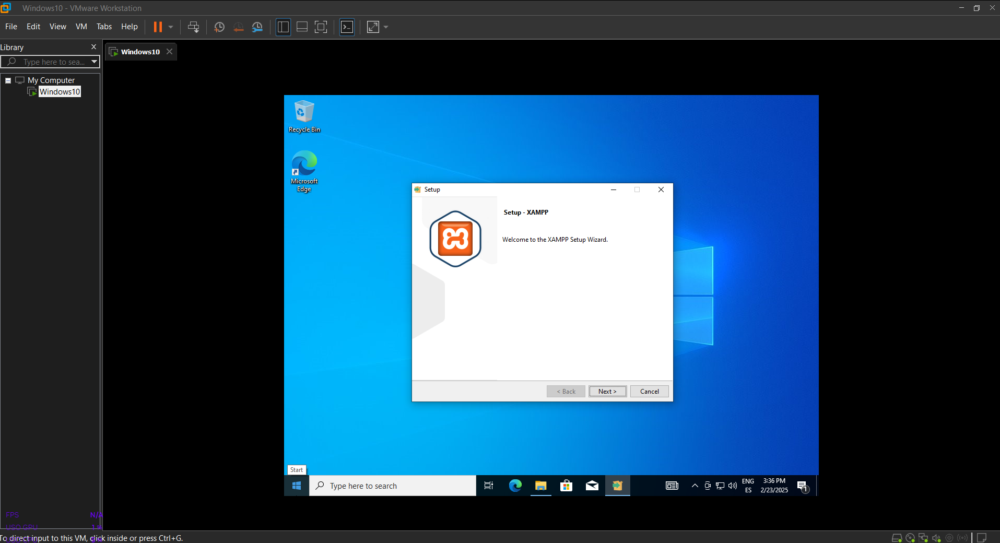 Windows10 - VMware Workstation
File Edit View VM Tabs Help
Library
Type here to sea...
Windows10
My Computer
Windows10
Recycle Bin
Microsoft
Edge
Setup
Setup - XAMPP
Welcome to the XAMPP Setup Wizard.
< Back Next > Cancel
Start
Type here to search
ENG
ES
3:36 PM
2/23/2025
1
FPS N/A
USO GPU 1 %
To direct input to this VM, click inside or press Ctrl+G.